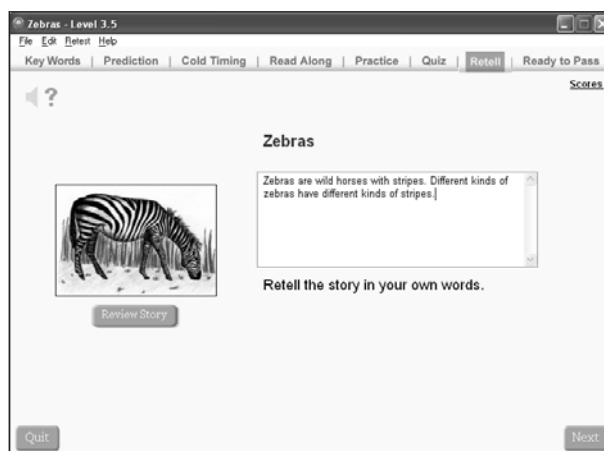 Zebras - Level 3.5
File Edit Retest Help
Key Words | Prediction | Cold Timing | Read Along | Practice | Quiz | Retell | Ready to Pass
Scores
?
Zebras
Zebras are wild horses with stripes. Different kinds of
zebras have different kinds of stripes.
Retell the story in your own words.
Review Story
Quit
Next